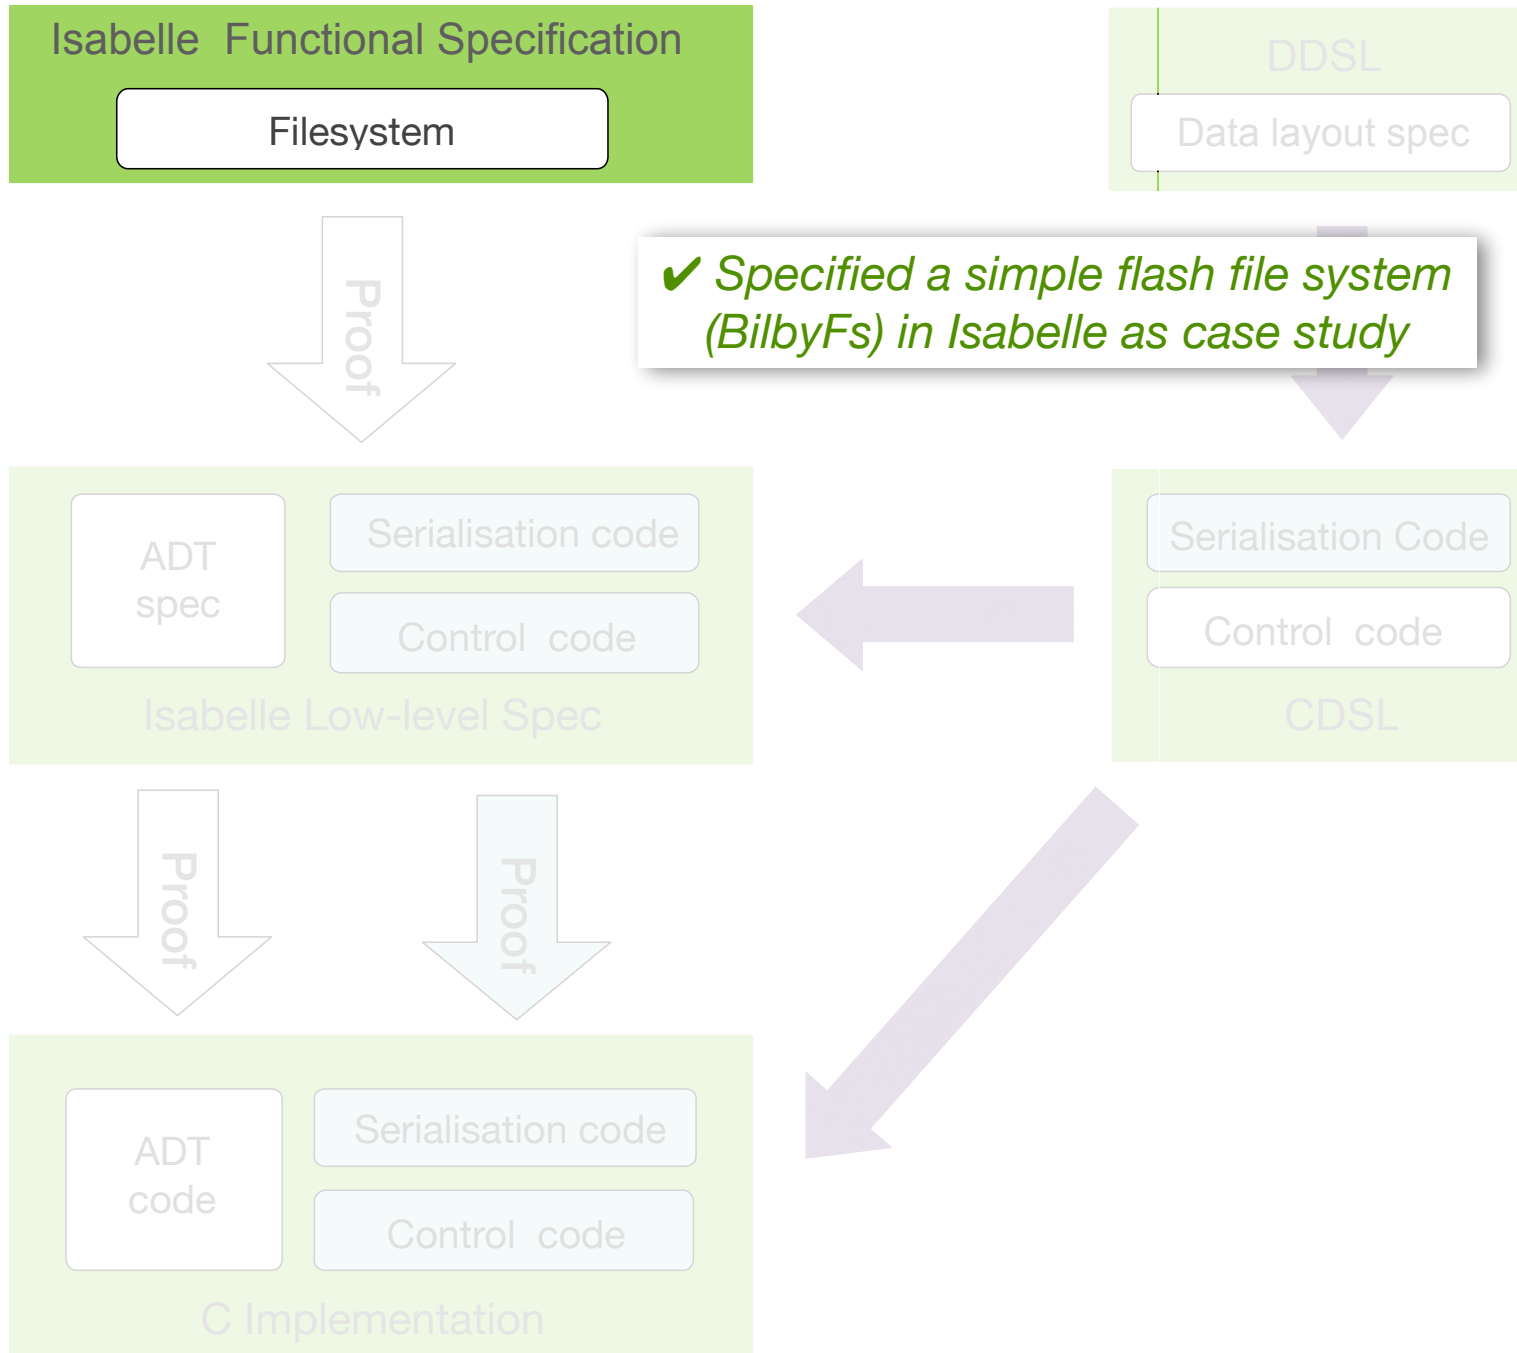 Isabelle Functional Specification
Filesystem
DDSL
Data layout spec
Proof
✔ Specified a simple flash file system
(BilbyFs) in Isabelle as case study
ADT
spec
Serialisation code
Control code
Isabelle Low-level Spec
Serialisation Code
Control code
CDSL
Proof
Proof
ADT
code
Serialisation code
Control code
C Implementation